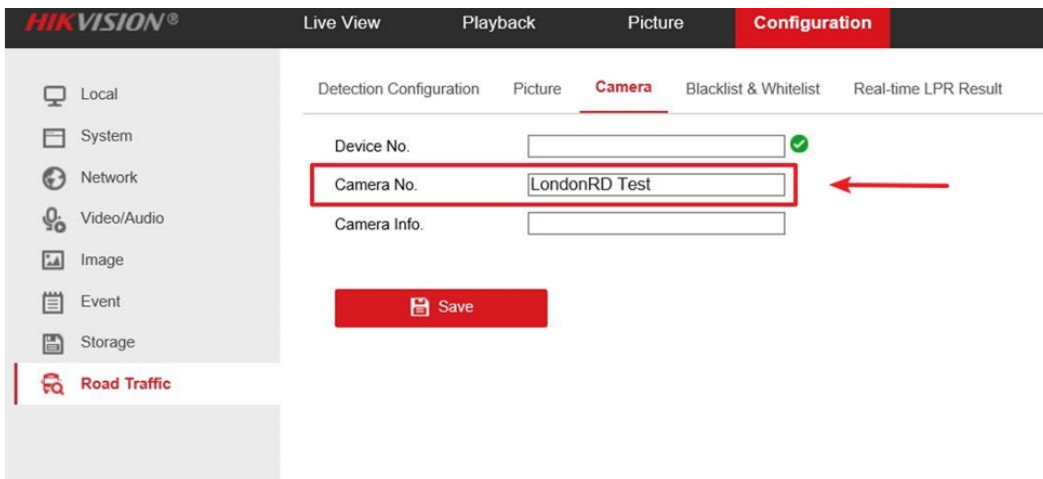 HIKVISION® Live View Playback Picture Configuration
Detection Configuration Picture Camera Blacklist & Whitelist Real-time LPR Result
Local
System
Network
Video/Audio
Image
Event
Storage
Road Traffic
Device No.
Camera No. LondonRD Test
Camera Info.
Save